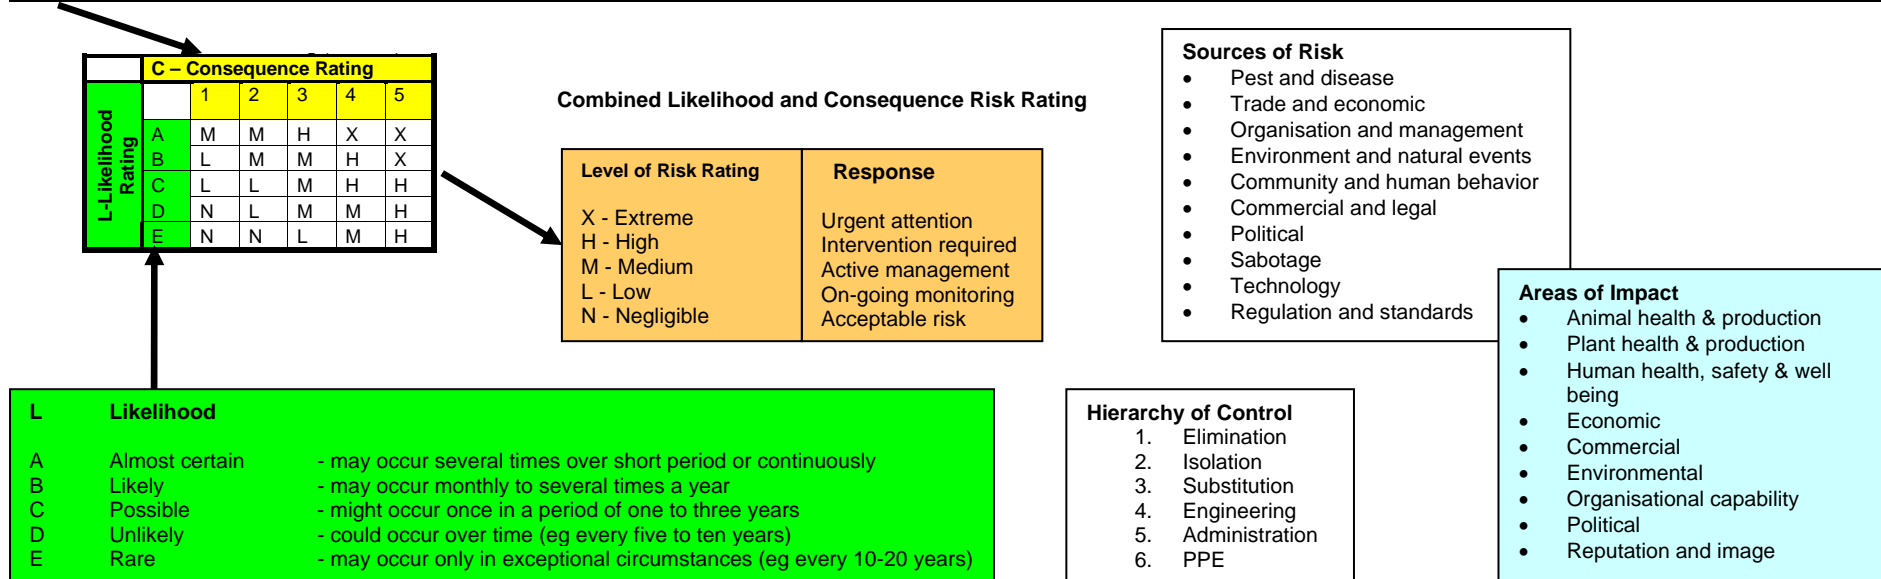 C – Consequence Rating
L-Likelihood Rating
1 2 3 4 5
A M M H X X
B L M M H X
C L L M H H
D N L M M H
E N N L M H
Combined Likelihood and Consequence Risk Rating
Level of Risk Rating Response
X - Extreme Urgent attention
H - High Intervention required
M - Medium Active management
L - Low On-going monitoring
N - Negligible Acceptable risk
Sources of Risk
• Pest and disease
• Trade and economic
• Organisation and management
• Environment and natural events
• Community and human behavior
• Commercial and legal
• Political
• Sabotage
• Technology
• Regulation and standards
Areas of Impact
• Animal health & production
• Plant health & production
• Human health, safety & well
being
• Economic
• Commercial
• Environmental
• Organisational capability
• Political
• Reputation and image
L Likelihood
A Almost certain - may occur several times over short period or continuously
B Likely - may occur monthly to several times a year
C Possible - might occur once in a period of one to three years
D Unlikely - could occur over time (eg every five to ten years)
E Rare - may occur only in exceptional circumstances (eg every 10-20 years)
Hierarchy of Control
1. Elimination
2. Isolation
3. Substitution
4. Engineering
5. Administration
6. PPE